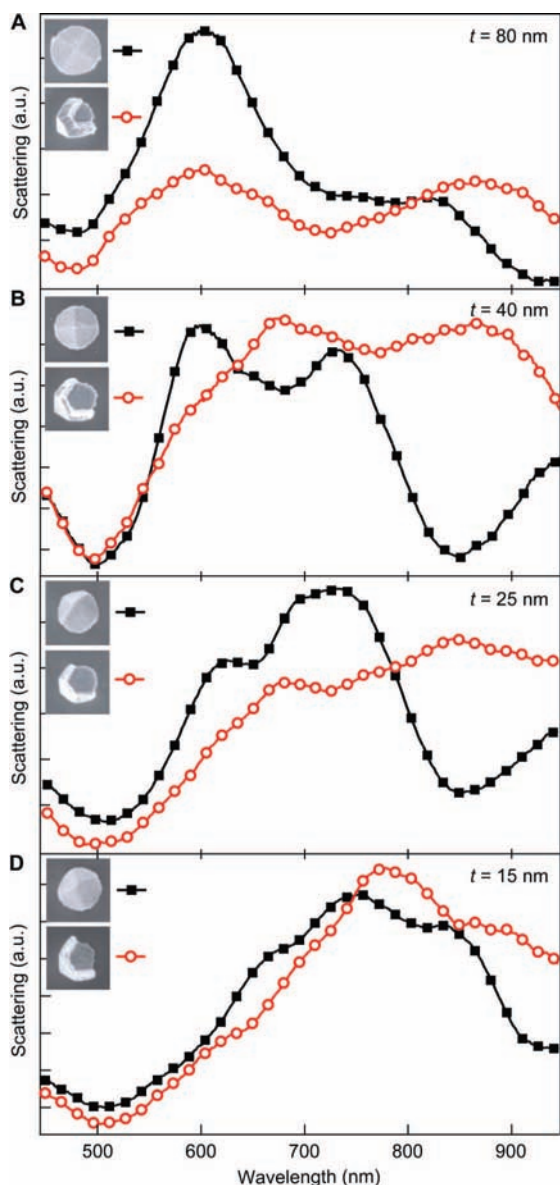 A
t = 80 nm
Scattering (a.u.)
B
t = 40 nm
Scattering (a.u.)
C
t = 25 nm
Scattering (a.u.)
D
t = 15 nm
Scattering (a.u.)
500 600 700 800 900
Wavelength (nm)